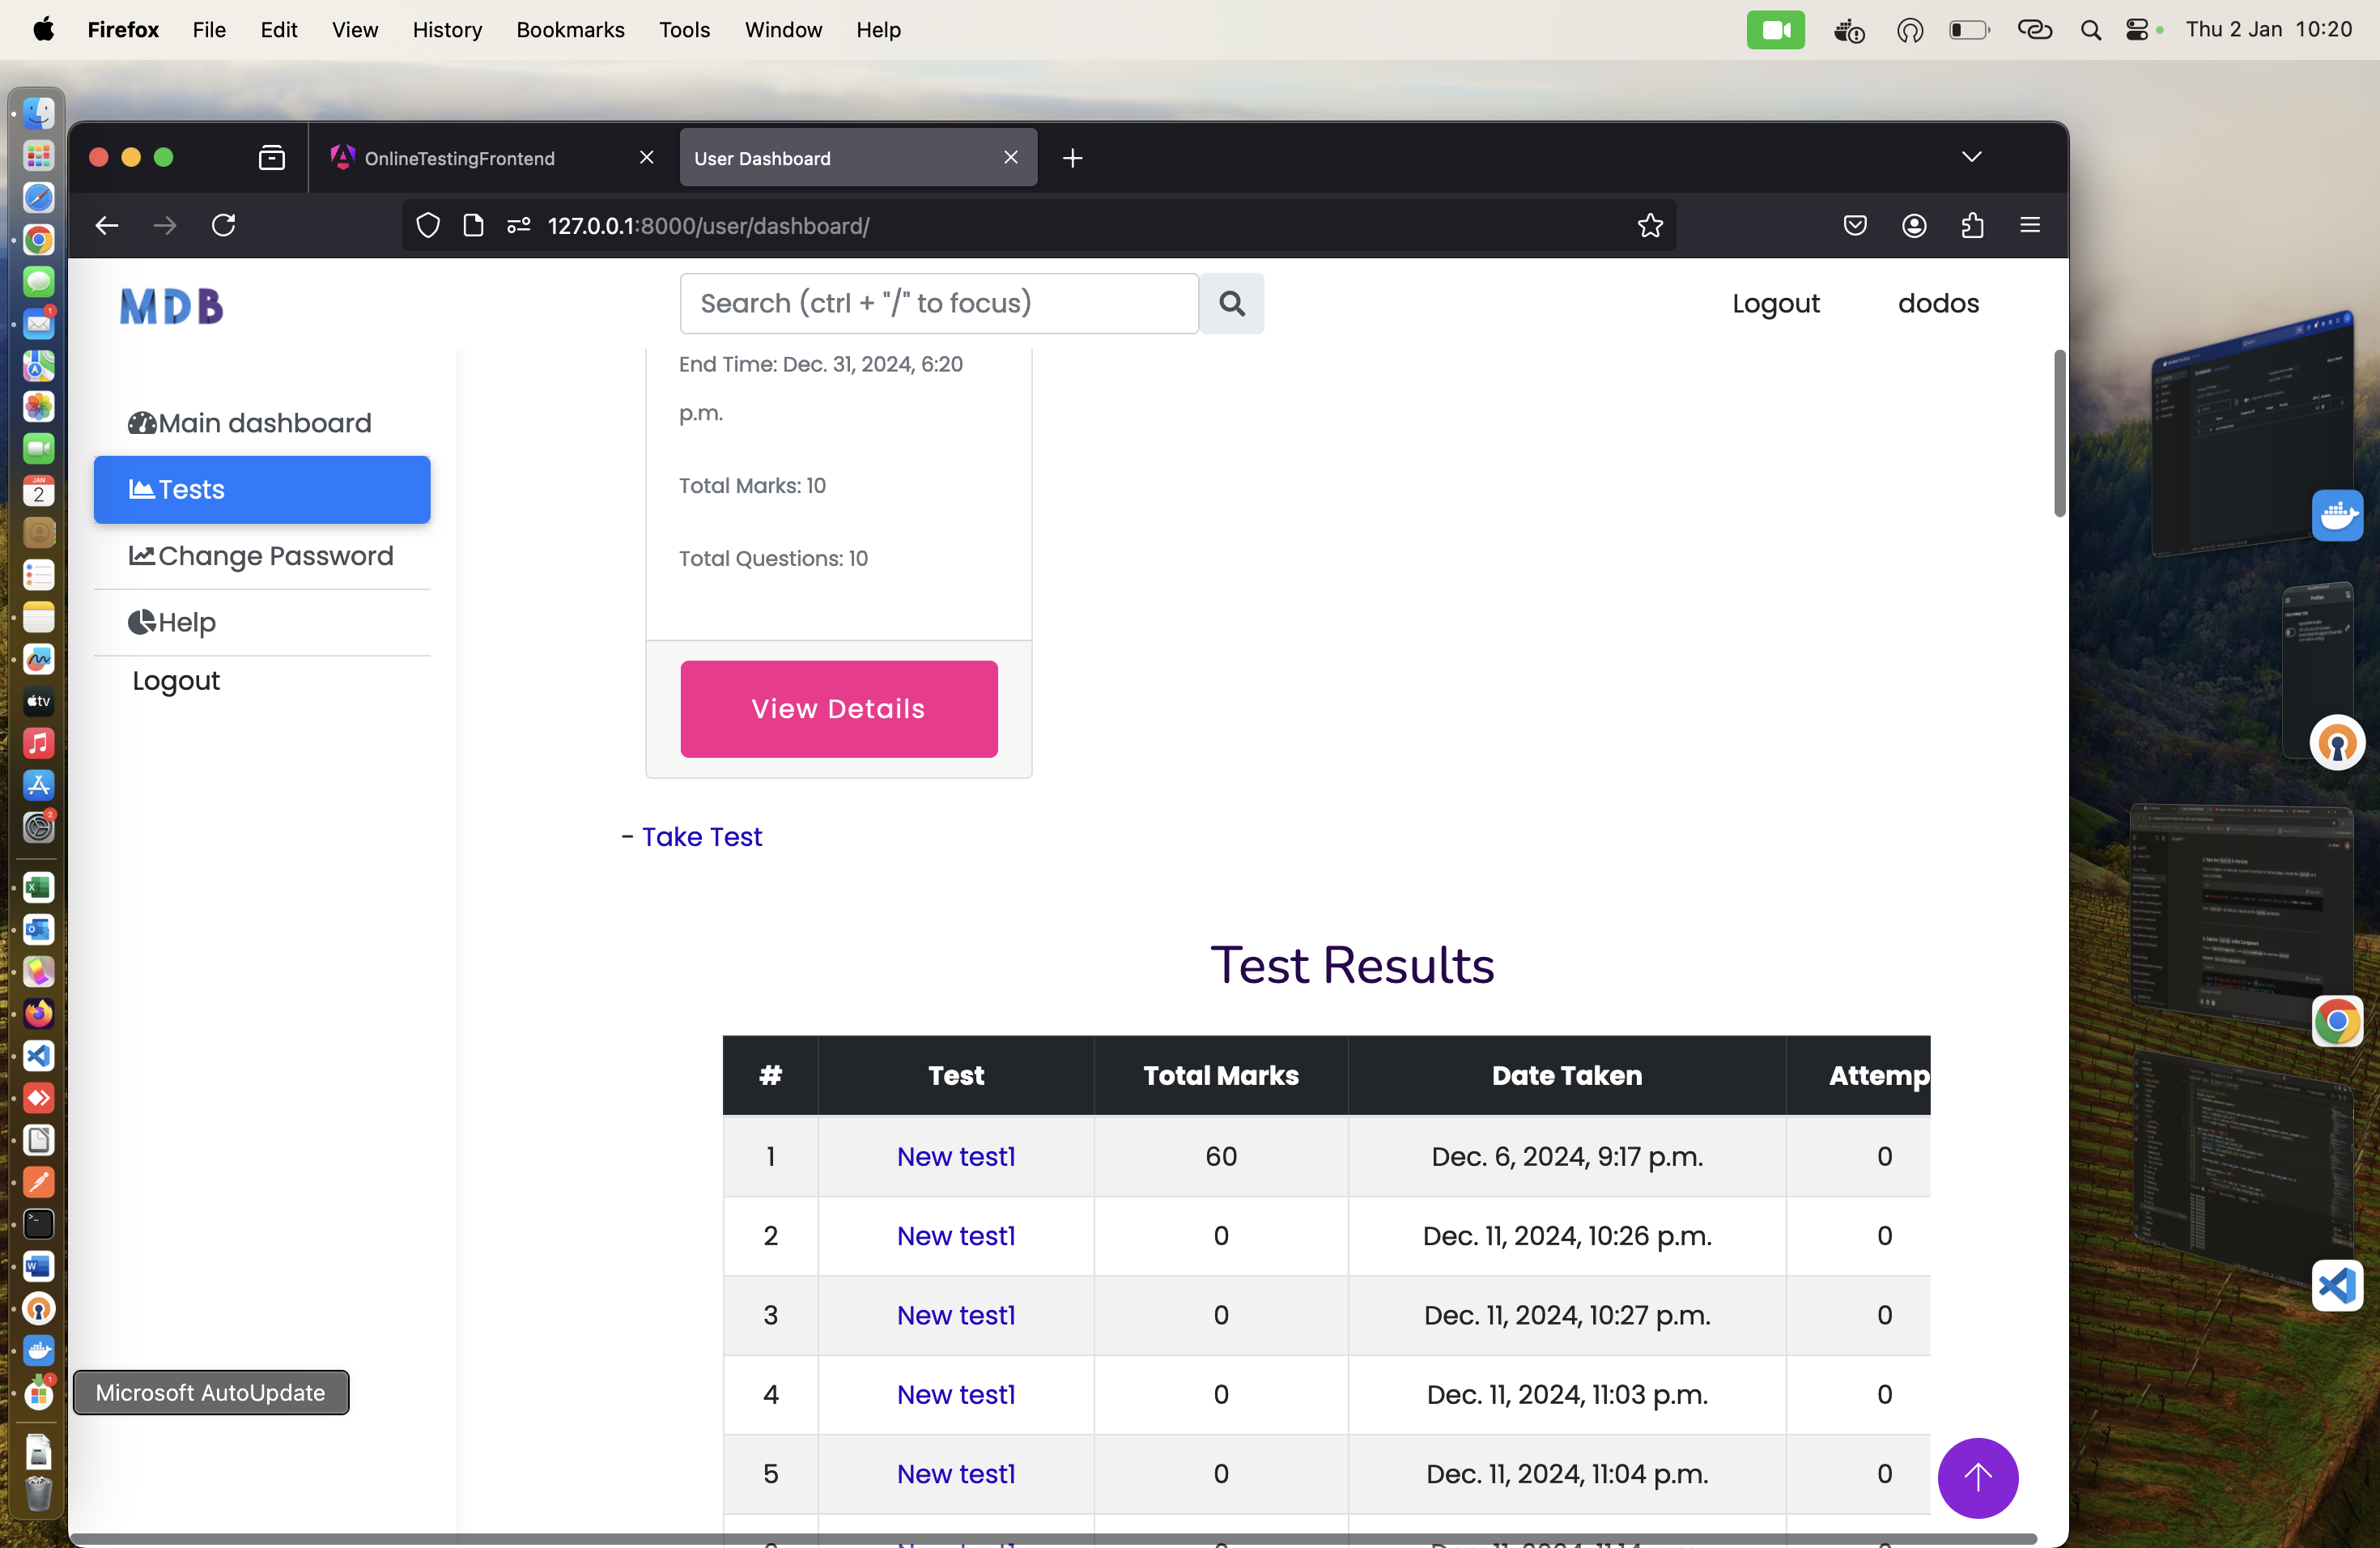 Firefox File Edit View History Bookmarks Tools Window Help Thu 2 Jan 10:20
OnlineTestingFrontend
User Dashboard
127.0.0.1:8000/user/dashboard/
MDB
Search (ctrl + "/" to focus)
Logout
dodos
Main dashboard
Tests
Change Password
Help
Logout
End Time: Dec. 31, 2024, 6:20
p.m.
Total Marks: 10
Total Questions: 10
View Details
- Take Test
Test Results
# Test Total Marks Date Taken Attemp
1 New test1 60 Dec. 6, 2024, 9:17 p.m. 0
2 New test1 0 Dec. 11, 2024, 10:26 p.m. 0
3 New test1 0 Dec. 11, 2024, 10:27 p.m. 0
4 New test1 0 Dec. 11, 2024, 11:03 p.m. 0
5 New test1 0 Dec. 11, 2024, 11:04 p.m. 0
Microsoft AutoUpdate
JAN
2
tv